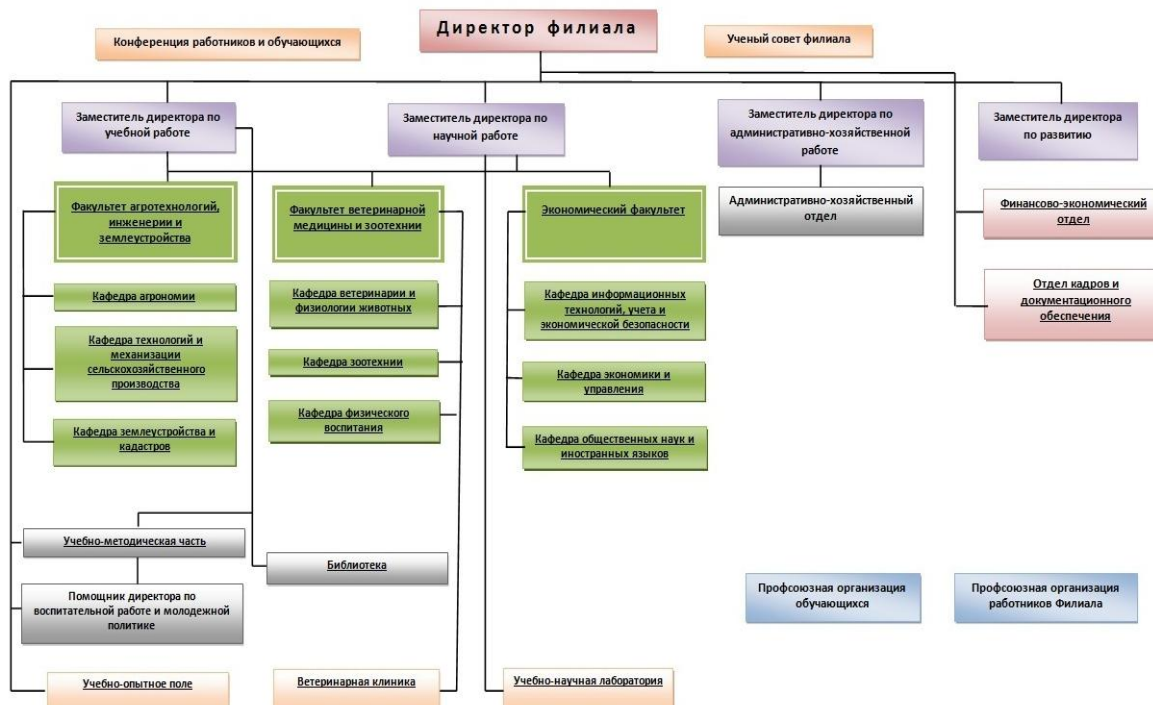 Директор филиала
Конференция работников и обучающихся
Ученый совет филиала
Заместитель директора по
учебной работе
Заместитель директора по
научной работе
Заместитель директора по
административно-хозяйственной
работе
Заместитель директора
по развитию
Факультет агротехнологий,
инженерии и
землеустройства
Факультет ветеринарной
медицины и зоотехнии
Экономический факультет
Административно-хозяйственный
отдел
Финансово-экономический
отдел
Кафедра агрономии
Кафедра ветеринарии и
физиологии животных
Кафедра информационных
технологий, учета и
экономической безопасности
Отдел кадров и
документационного
обеспечения
Кафедра технологий и
механизации
сельскохозяйственного
производства
Кафедра зоотехнии
Кафедра экономики и
управления
Кафедра землеустройства и
кадастров
Кафедра физического
воспитания
Кафедра общественных наук и
иностранных языков
Учебно-методическая часть
Библиотека
Помощник директора по
воспитательной работе и молодежной
политике
Профсоюзная организация
обучающихся
Профсоюзная организация
работников Филиала
Учебно-опытное поле
Ветеринарная клиника
Учебно-научная лаборатория